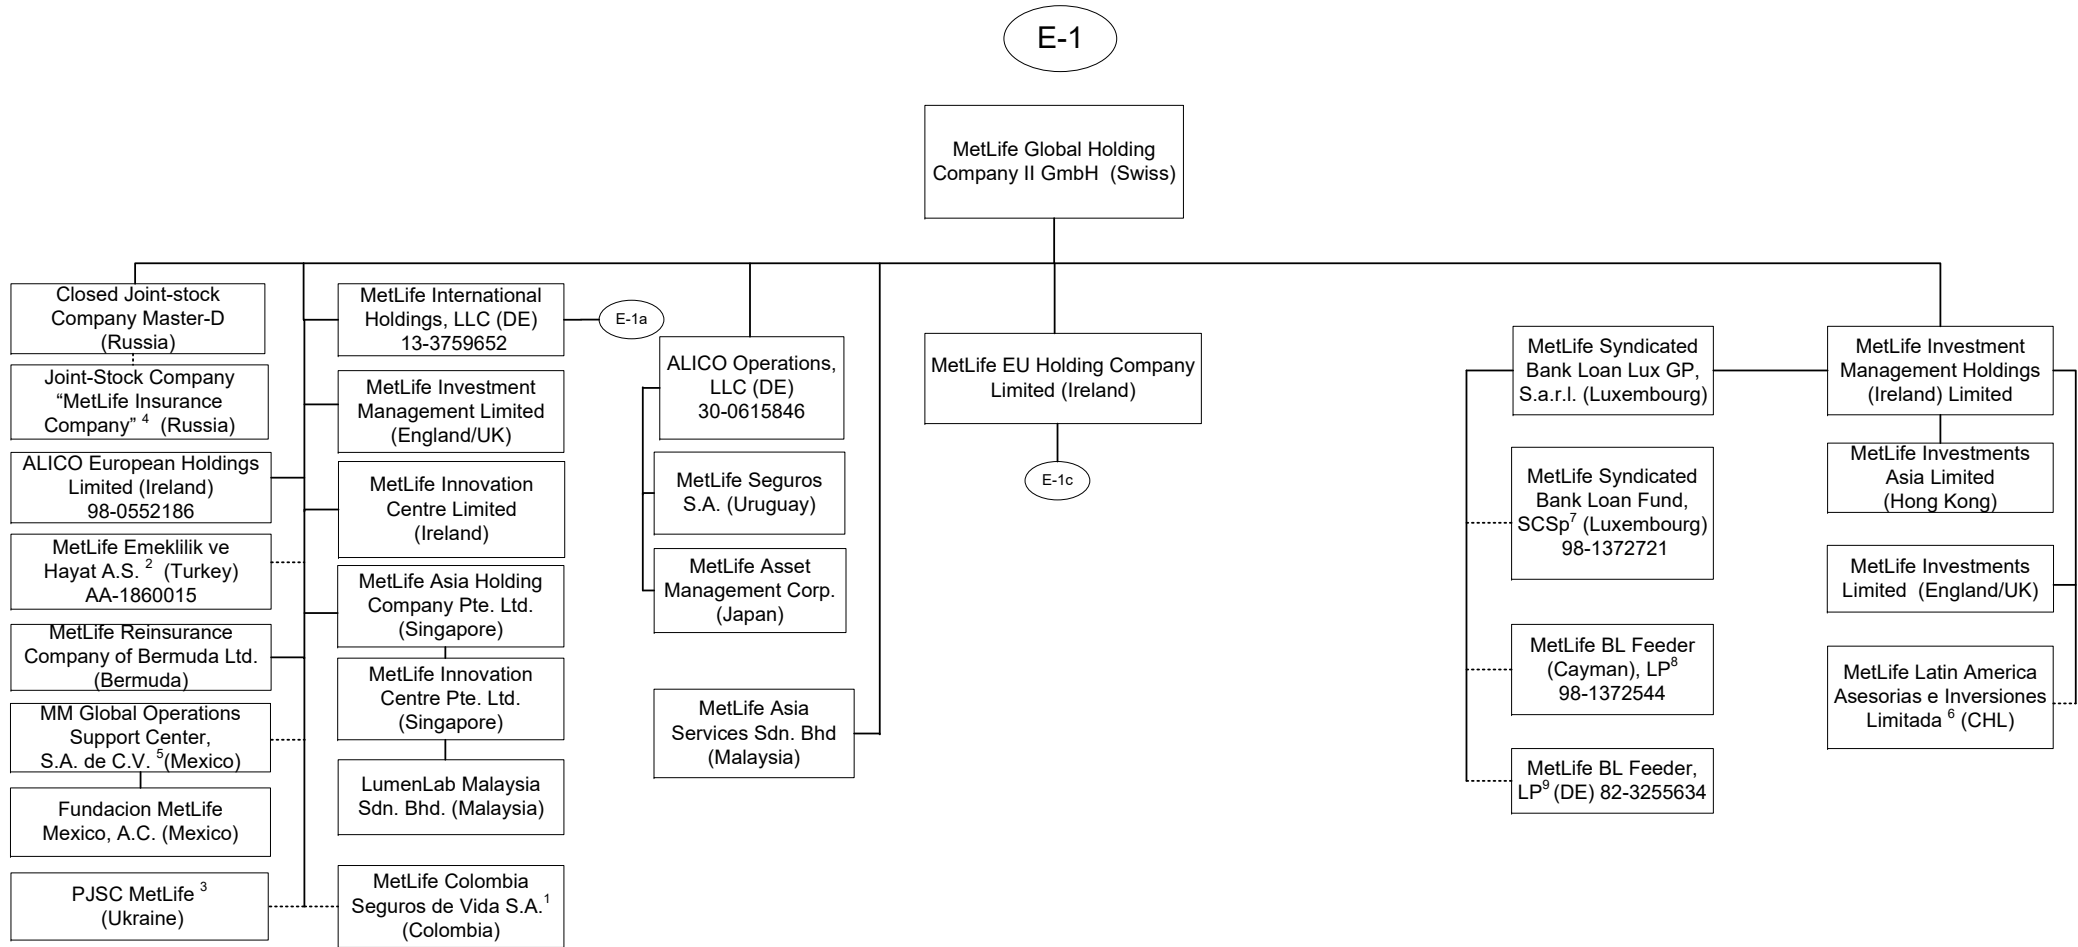 E-1
MetLife Global Holding
Company II GmbH (Swiss)
Closed Joint-stock
Company Master-D
(Russia)
Joint-Stock Company
“MetLife Insurance
Company” 4 (Russia)
ALICO European Holdings
Limited (Ireland)
98-0552186
MetLife Emeklilik ve
Hayat A.S. 2 (Turkey)
AA-1860015
MetLife Reinsurance
Company of Bermuda Ltd.
(Bermuda)
MM Global Operations
Support Center,
S.A. de C.V. 5(Mexico)
Fundacion MetLife
Mexico, A.C. (Mexico)
PJSC MetLife 3
(Ukraine)
MetLife International
Holdings, LLC (DE)
13-3759652
E-1a
MetLife Investment
Management Limited
(England/UK)
MetLife Innovation
Centre Limited
(Ireland)
MetLife Asia Holding
Company Pte. Ltd.
(Singapore)
MetLife Innovation
Centre Pte. Ltd.
(Singapore)
LumenLab Malaysia
Sdn. Bhd. (Malaysia)
MetLife Colombia
Seguros de Vida S.A.1
(Colombia)
ALICO Operations,
LLC (DE)
30-0615846
MetLife Seguros
S.A. (Uruguay)
MetLife Asset
Management Corp.
(Japan)
MetLife Asia
Services Sdn. Bhd
(Malaysia)
MetLife EU Holding Company
Limited (Ireland)
E-1c
MetLife Syndicated
Bank Loan Lux GP,
S.a.r.l. (Luxembourg)
MetLife Syndicated
Bank Loan Fund,
SCSp7 (Luxembourg)
98-1372721
MetLife BL Feeder
(Cayman), LP8
98-1372544
MetLife BL Feeder,
LP9 (DE) 82-3255634
MetLife Investment
Management Holdings
(Ireland) Limited
MetLife Investments
Asia Limited
(Hong Kong)
MetLife Investments
Limited (England/UK)
MetLife Latin America
Asesorias e Inversiones
Limitada 6 (CHL)